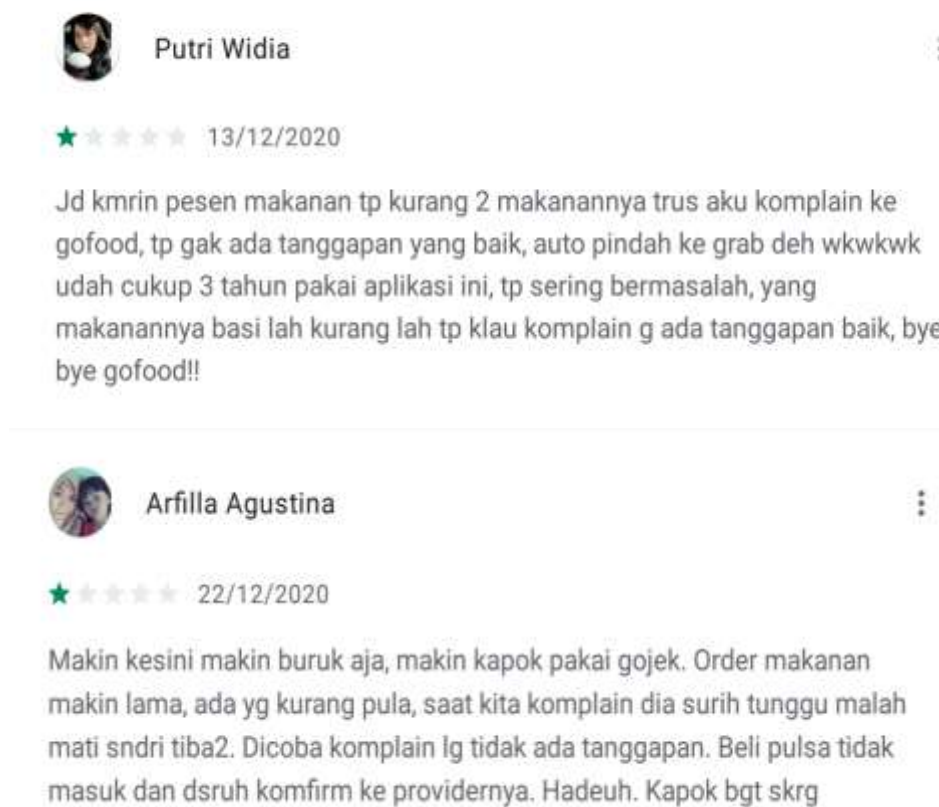 Putri Widia
13/12/2020
Jd kmrin pesen makanan tp kurang 2 makanannya trus aku komplain ke
gofood, tp gak ada tanggapan yang baik, auto pindah ke grab deh wkwkwk
udah cukup 3 tahun pakai aplikasi ini, tp sering bermasalah, yang
makanannya basi lah kurang lah tp klau komplain g ada tanggapan baik, bye
bye gofood!!
Arfilla Agustina
22/12/2020
Makin kesini makin buruk aja, makin kapok pakai gojek. Order makanan
makin lama, ada yg kurang pula, saat kita komplain dia surih tunggu malah
mati sndri tiba2. Dicoba komplain lg tidak ada tanggapan. Beli pulsa tidak
masuk dan dsruh komfirm ke providernya. Hadeuh. Kapok bgt skrg